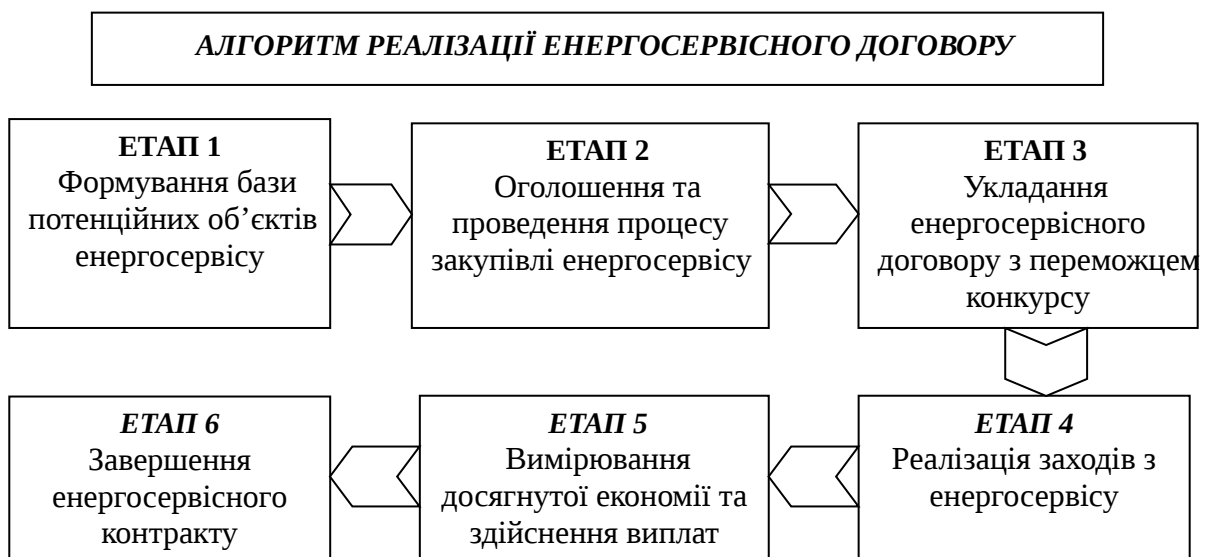 АЛГОРИТМ РЕАЛІЗАЦІЇ ЕНЕРГОСЕРВІСНОГО ДОГОВОРУ
ЕТАП 1
Формування бази
потенційних об’єктів
енергосервісу
ЕТАП 2
Оголошення та
проведення процесу
закупівлі енергосервісу
ЕТАП 3
Укладання
енергосервісного
договору з переможцем
конкурсу
ЕТАП 4
Реалізація заходів з
енергосервісу
ЕТАП 5
Вимірювання
досягнутої економії та
здійснення виплат
ЕТАП 6
Завершення
енергосервісного
контракту